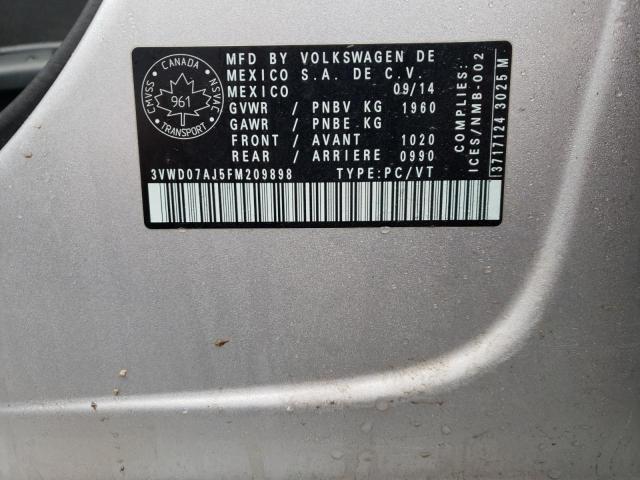 CANADA
CMVSS
NSVAC
961
TRANSPORT
MFD BY VOLKSWAGEN DE
MEXICO S.A. DE C.V.
MEXICO 09/14
GVWR / PNBV KG 1960
GAWR / PNBE KG
FRONT / AVANT 1020
REAR / ARRIERE 0990
3VWD07AJ5FM209898 TYPE:PC/VT
COMPLIES:
ICES/NMB-002
3717124 3025 M